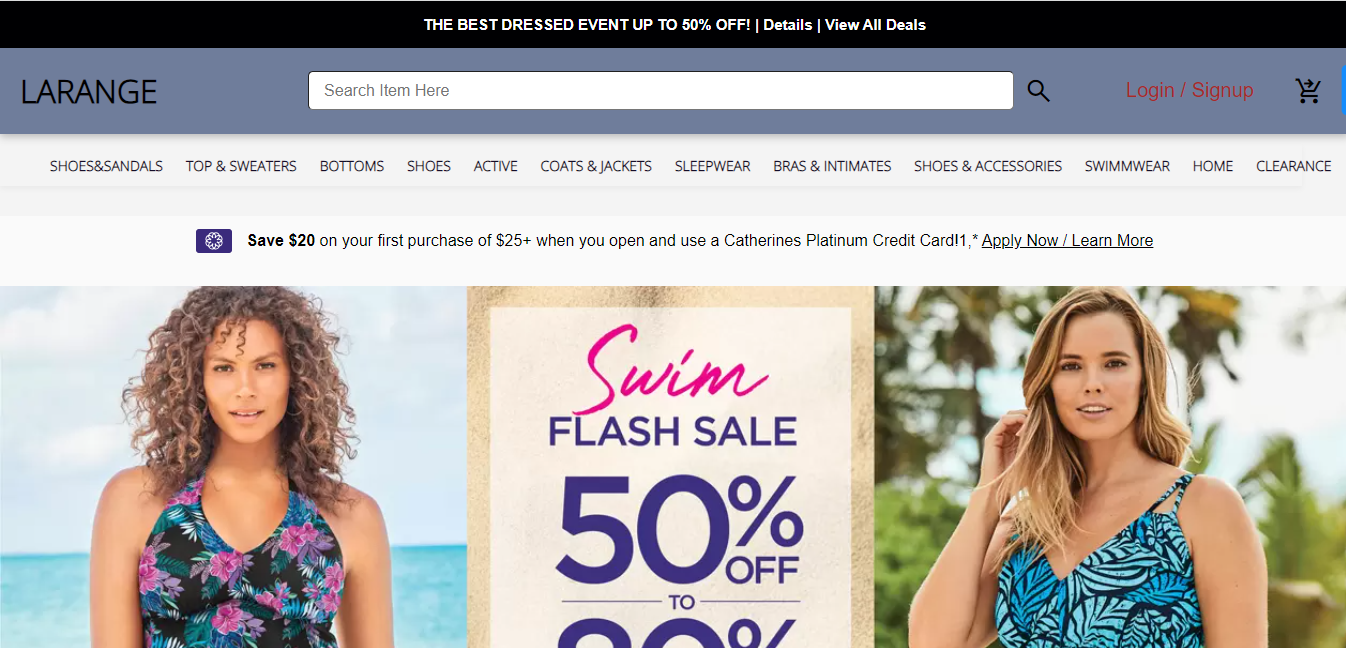 THE BEST DRESSED EVENT UP TO 50% OFF! | Details | View All Deals
LARANGE
Search Item Here
Login / Signup
SHOES&SANDALS TOP & SWEATERS BOTTOMS SHOES ACTIVE COATS & JACKETS SLEEPWEAR BRAS & INTIMATES SHOES & ACCESSORIES SWIMMWEAR HOME CLEARANCE
Save $20 on your first purchase of $25+ when you open and use a Catherines Platinum Credit Card!1,* Apply Now / Learn More
Swim
FLASH SALE
50%
OFF
TO